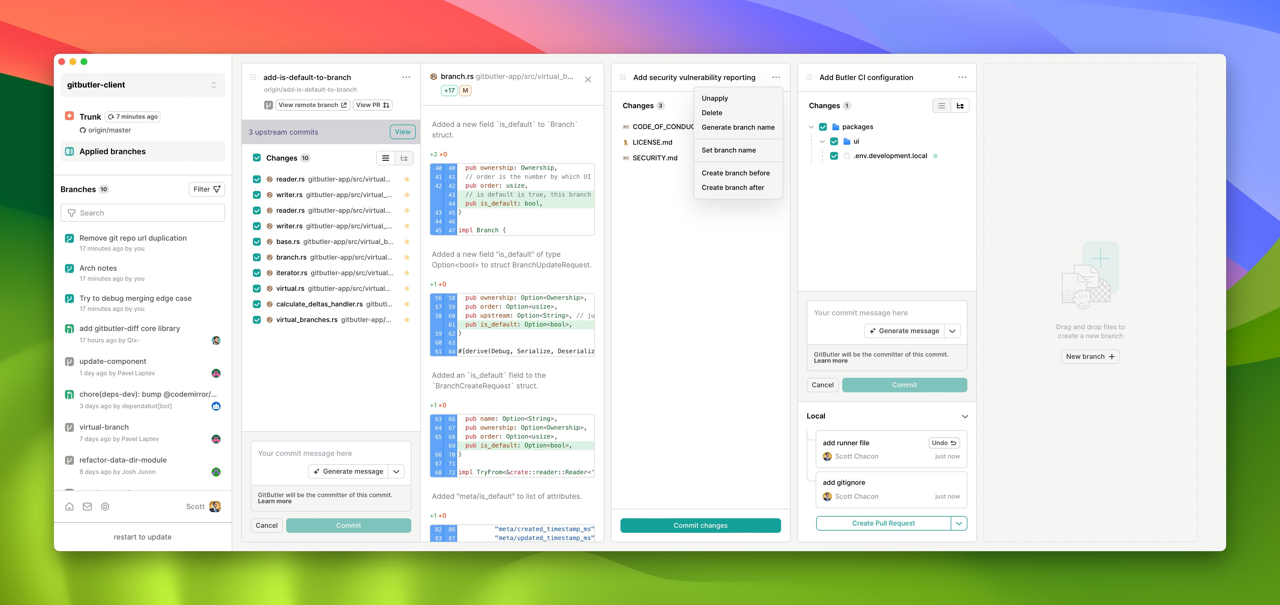 gitbutler-client
Trunk
7 minutes ago
origin/master
Applied branches
Branches 10
Filter
Search
Remove git repo url duplication
17 minutes ago by you
Arch notes
17 minutes ago by you
Try to debug merging edge case
17 minutes ago by you
add gitbutler-diff core library
17 hours ago by Qix-
update-component
1 day ago by Pavel Laptev
chore(deps-dev): bump @codemirror/...
3 days ago by dependabot[bot]
virtual-branch
7 days ago by Pavel Laptev
refactor-data-dir-module
8 days ago by Josh Junon
Scott
restart to update
add-is-default-to-branch
origin/add-is-default-to-branch
View remote branch
View PR
3 upstream commits
View
Changes 10
reader.rs gitbutler-app/src/virtual...
writer.rs gitbutler-app/src/virtual_...
reader.rs gitbutler-app/src/virtual...
writer.rs gitbutler-app/src/virtual_...
base.rs gitbutler-app/src/virtual_b...
branch.rs gitbutler-app/src/virtual...
iterator.rs gitbutler-app/src/virtual...
virtual.rs gitbutler-app/src/virtual...
calculate_deltas_handler.rs gitbutl...
virtual_branches.rs gitbutler-app/...
Your commit message here
Generate message
GitButler will be the committer of this commit.
Learn more
Cancel
Commit
branch.rs gitbutler-app/src/virtual_b...
+17 M
Added a new field `is_default` to `Branch`
struct.
+2 +0
40 40 pub ownership: Ownership,
41 41 // order is the number by which UI
42 42 pub order: usize,
43 // is default is true, this branch
44 pub is_default: bool,
43 45 }
44 46
45 47 impl Branch {
Added a new field "is_default" of type
Option<bool> to struct BranchUpdateRequest.
+1 +0
56 58 pub ownership: Option<Ownership>,
57 59 pub order: Option<usize>,
58 60 pub upstream: Option<String>, // ju
61 pub is_default: Option<bool>,
59 62 }
60 63
61 64 #[derive(Debug, Serialize, Deserializ
Added an `is_default` field to the
`BranchCreateRequest` struct.
+1 +0
63 66 pub name: Option<String>,
64 67 pub ownership: Option<Ownership>,
65 68 pub order: Option<usize>,
69 pub is_default: Option<bool>,
66 70 }
67 71
68 72 impl TryFrom<&crate::reader::Reader<'
Added "meta/is_default" to list of attributes.
+1 +0
82 86 "meta/created_timestamp_ms"
83 87 "meta/updated_timestamp_ms"
Add security vulnerability reporting
Changes 3
CODE_OF_CONDUC
LICENSE.md
SECURITY.md
Unapply
Delete
Generate branch name
Set branch name
Create branch before
Create branch after
Commit changes
Add Butler CI configuration
Changes 1
packages
ui
.env.development.local
Your commit message here
Generate message
GitButler will be the committer of this commit.
Learn more
Cancel
Commit
Local
add runner file
Undo
Scott Chacon
just now
add gitignore
Scott Chacon
just now
Create Pull Request
Drag and drop files to
create a new branch
New branch